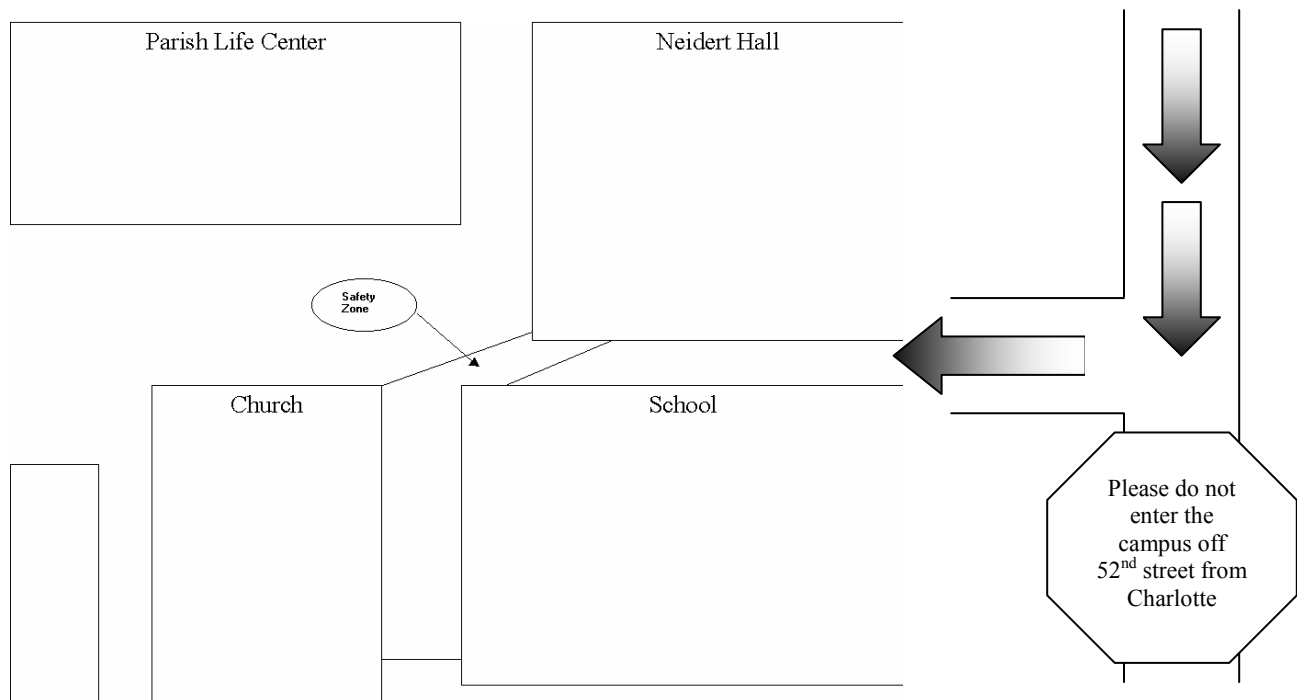 Parish Life Center
Neidert Hall
Safety
Zone
Church
School
Please do not
enter the
campus off
52nd street from
Charlotte